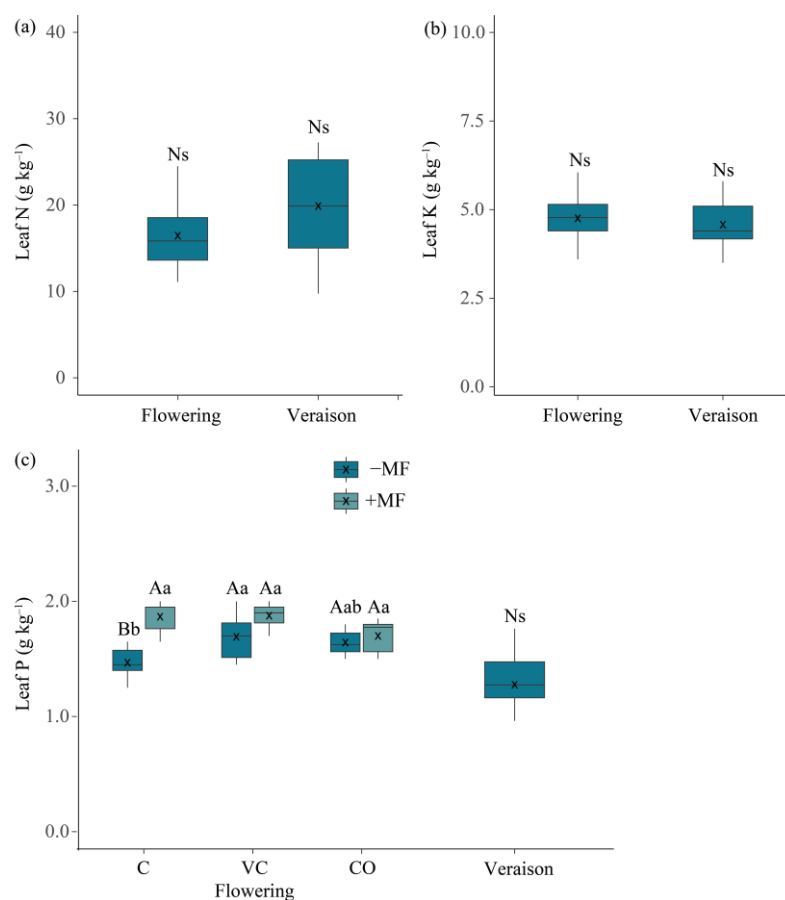 (a)
40
30
20
10
0
Leaf N (g kg⁻¹)
Ns
Ns
Flowering
Veraison
(b)
10.0
7.5
5.0
2.5
0.0
Leaf K (g kg⁻¹)
Ns
Ns
Flowering
Veraison
(c)
3.0
2.0
1.0
0.0
Leaf P (g kg⁻¹)
−MF
+MF
Bb
Aa
Aa
Aa
Aab
Aa
Ns
C
VC
CO
Veraison
Flowering